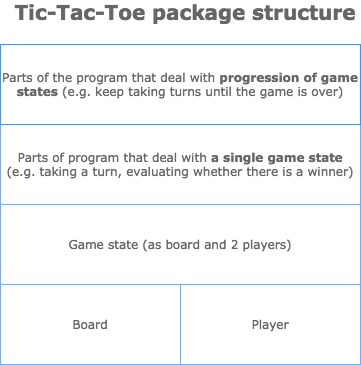 Tic-Tac-Toe package structure
Parts of the program that deal with progression of game
states (e.g. keep taking turns until the game is over)
Parts of program that deal with a single game state
(e.g. taking a turn, evaluating whether there is a winner)
Game state (as board and 2 players)
Board
Player